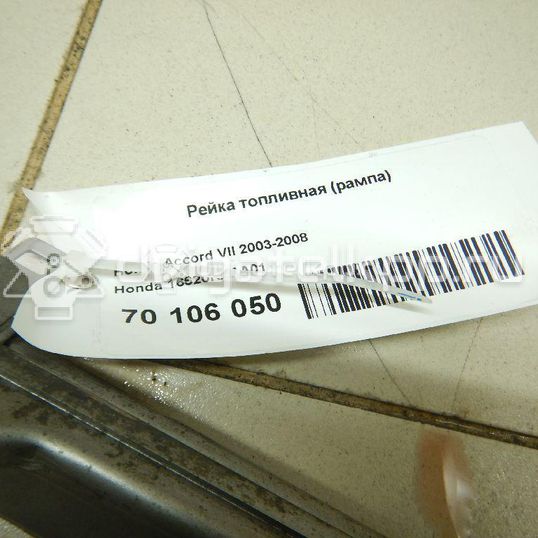 Рейка топливная (рампа)
Accord VII 2003-2008
Honda
70 106 050